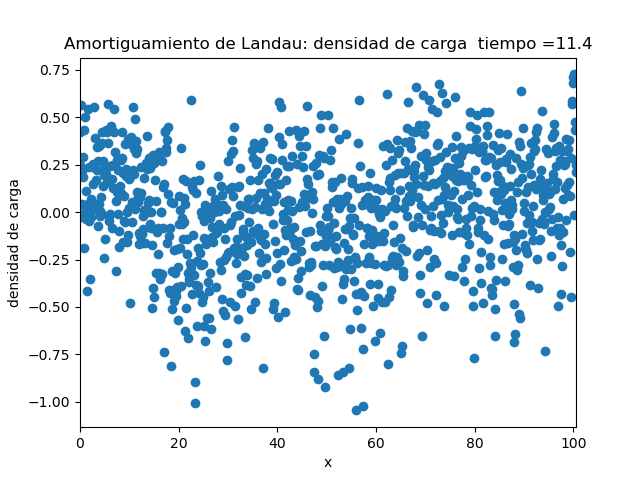 Amortiguamiento de Landau: densidad de carga  tiempo =11.4
densidad de carga
0.75
0.50
0.25
0.00
−0.25
−0.50
−0.75
−1.00
0 20 40 60 80 100
x